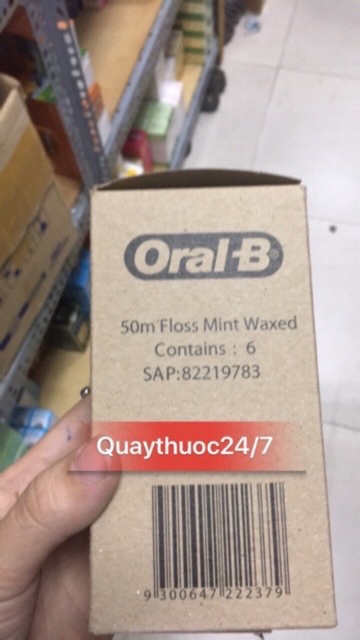 Oral-B®
50m Floss Mint Waxed
Contains : 6
SAP:82219783
Quaythuoc24/7
9 300647 222379